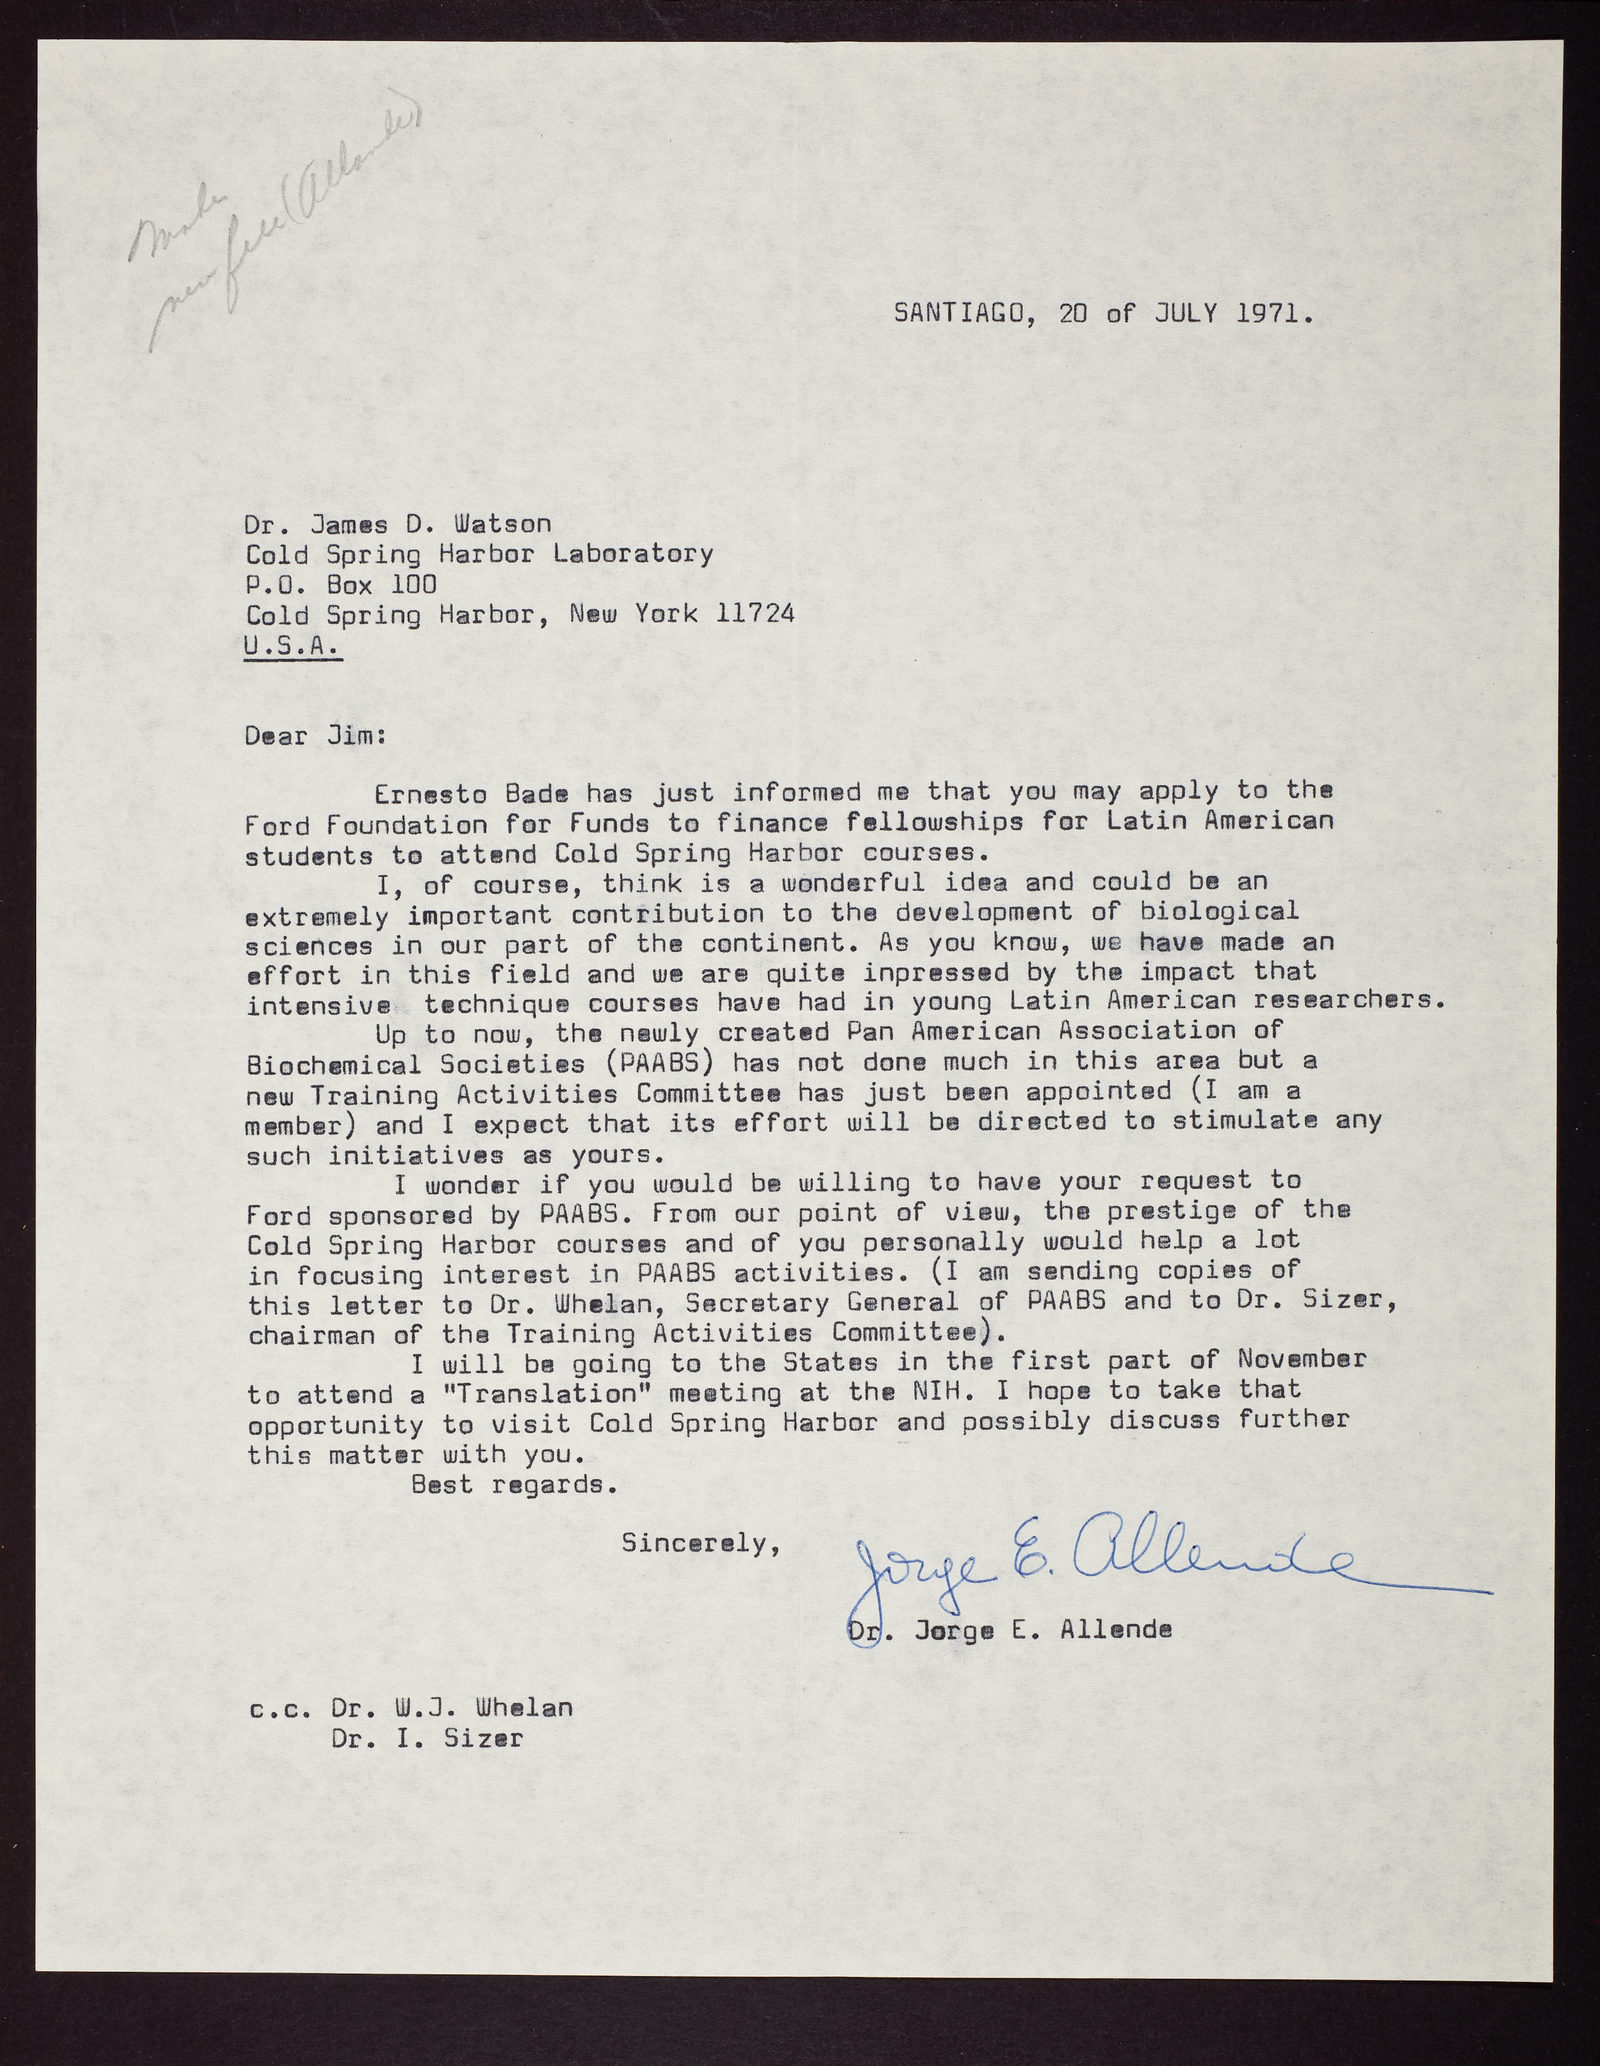 Make
new file (Allende)
SANTIAGO, 20 of JULY 1971.
Dr. James D. Watson
Cold Spring Harbor Laboratory
P.O. Box 100
Cold Spring Harbor, New York 11724
U.S.A.
Dear Jim:
Ernesto Bade has just informed me that you may apply to the
Ford Foundation for Funds to finance fellowships for Latin American
students to attend Cold Spring Harbor courses.
I, of course, think is a wonderful idea and could be an
extremely important contribution to the development of biological
sciences in our part of the continent. As you know, we have made an
effort in this field and we are quite inpressed by the impact that
intensive technique courses have had in young Latin American researchers.
Up to now, the newly created Pan American Association of
Biochemical Societies (PAABS) has not done much in this area but a
new Training Activities Committee has just been appointed (I am a
member) and I expect that its effort will be directed to stimulate any
such initiatives as yours.
I wonder if you would be willing to have your request to
Ford sponsored by PAABS. From our point of view, the prestige of the
Cold Spring Harbor courses and of you personally would help a lot
in focusing interest in PAABS activities. (I am sending copies of
this letter to Dr. Whelan, Secretary General of PAABS and to Dr. Sizer,
chairman of the Training Activities Committee).
I will be going to the States in the first part of November
to attend a "Translation" meeting at the NIH. I hope to take that
opportunity to visit Cold Spring Harbor and possibly discuss further
this matter with you.
Best regards.
Sincerely,
Jorge E. Allende
Dr. Jorge E. Allende
c.c. Dr. W.J. Whelan
Dr. I. Sizer